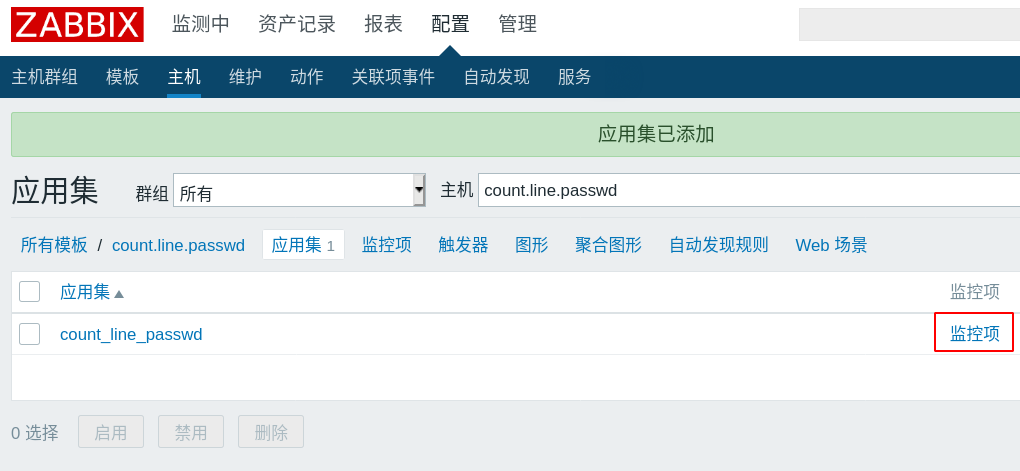 ZABBIX 监测中 资产记录 报表 配置 管理
主机群组 模板 主机 维护 动作 关联项事件 自动发现 服务
应用集已添加
应用集 群组 所有 主机 count.line.passwd
所有模板 / count.line.passwd 应用集 1 监控项 触发器 图形 聚合图形 自动发现规则 Web 场景
应用集 监控项
count_line_passwd 监控项
0 选择 启用 禁用 删除